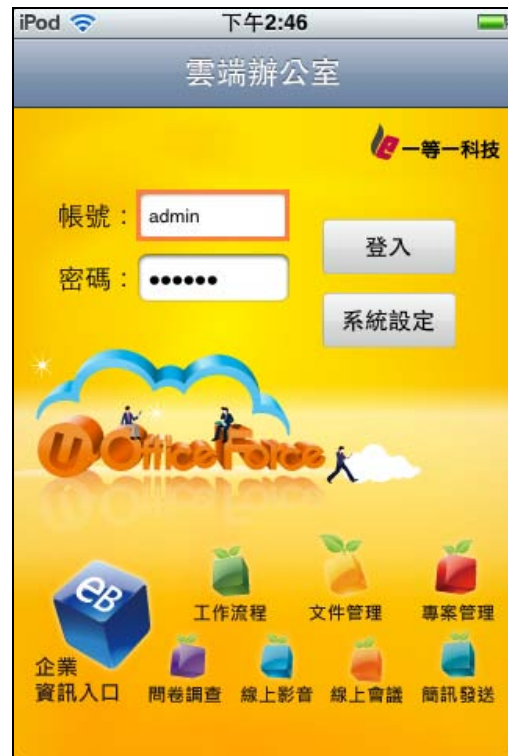 iPod 下午2:46
雲端辦公室
一等一科技
帳號： admin
登入
密碼： ••••••
系統設定
U Office Force
eB
工作流程 文件管理 專案管理
企業
資訊入口
問卷調查 線上影音 線上會議 簡訊發送